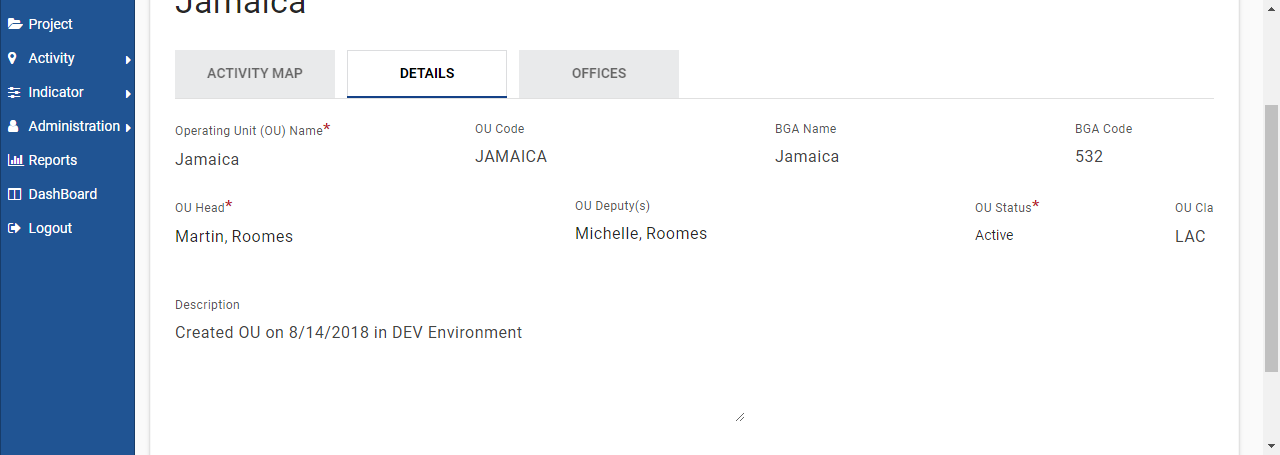 Jamaica
Project
Activity
Indicator
Administration
Reports
DashBoard
Logout
ACTIVITY MAP DETAILS OFFICES
Operating Unit (OU) Name* OU Code BGA Name BGA Code
Jamaica JAMAICA Jamaica 532
OU Head* OU Deputy(s) OU Status* OU Cla
Martin, Roomes Michelle, Roomes Active LAC
Description
Created OU on 8/14/2018 in DEV Environment